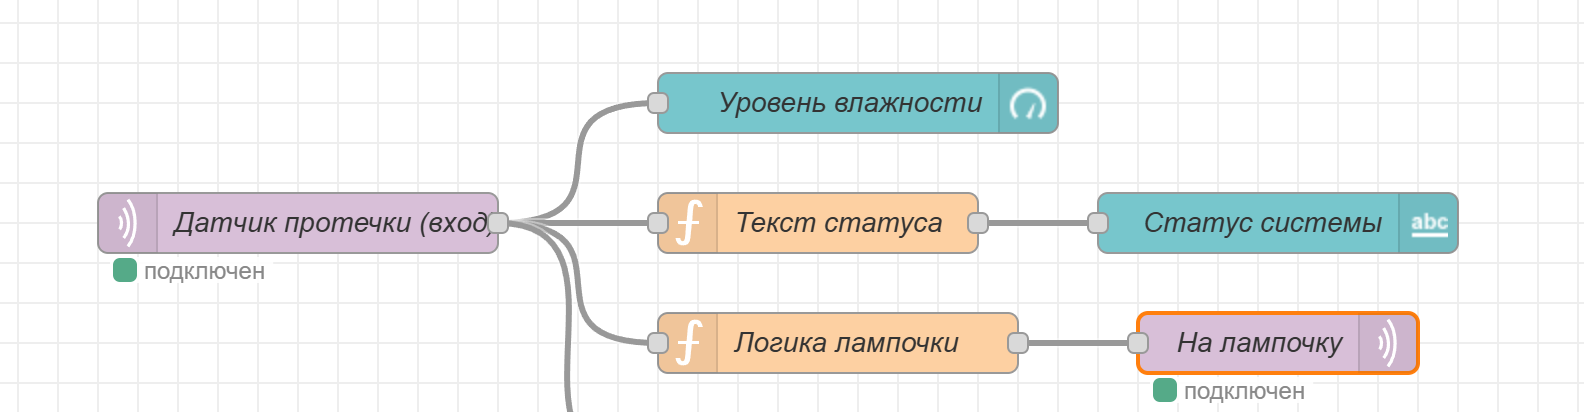 Уровень влажности
Датчик протечки (вход)
подключен
Текст статуса
Статус системы
abc
Логика лампочки
На лампочку
подключен